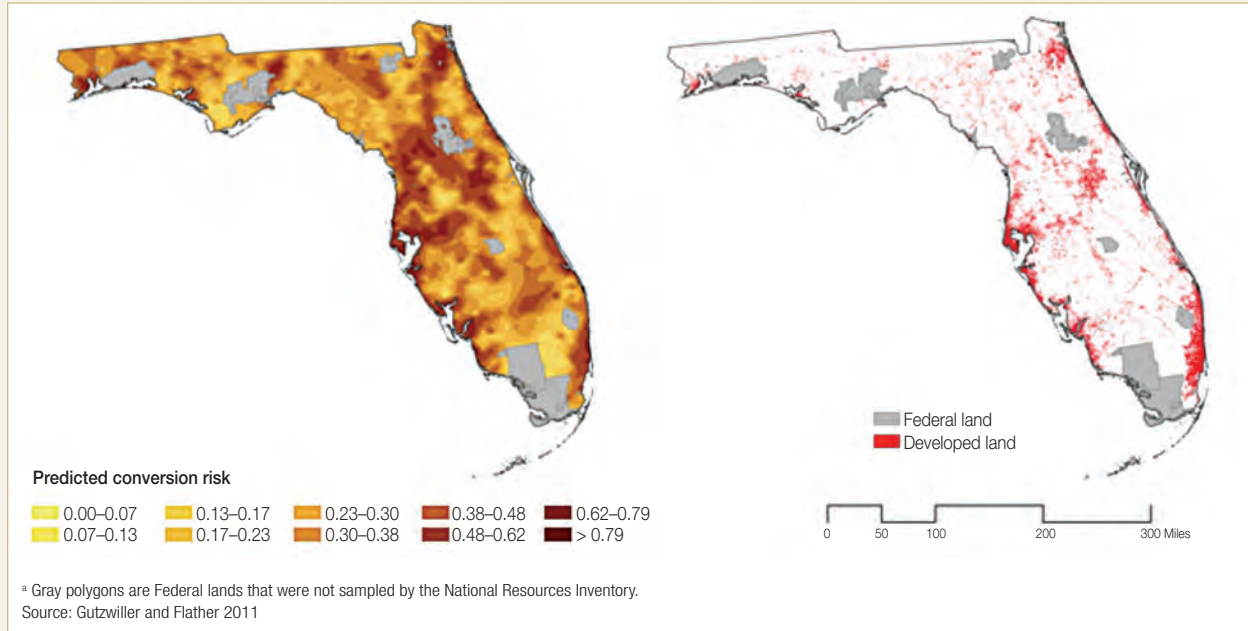 Federal land
Developed land
Predicted conversion risk
0.00–0.07 0.13–0.17 0.23–0.30 0.38–0.48 0.62–0.79
0.07–0.13 0.17–0.23 0.30–0.38 0.48–0.62 > 0.79
0 50 100 200 300 Miles
ᵃ Gray polygons are Federal lands that were not sampled by the National Resources Inventory.
Source: Gutzwiller and Flather 2011